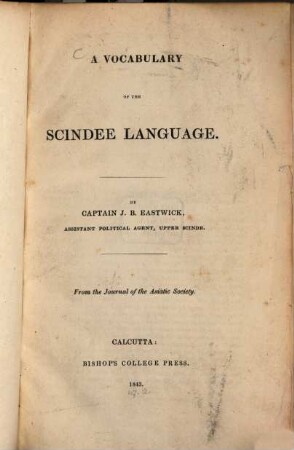 A VOCABULARY
OF THE
SCINDEE LANGUAGE.
BY
CAPTAIN J. B. EASTWICK,
ASSISTANT POLITICAL AGENT, UPPER SCINDE.
From the Journal of the Asiatic Society.
CALCUTTA:
BISHOP'S COLLEGE PRESS.
1843.